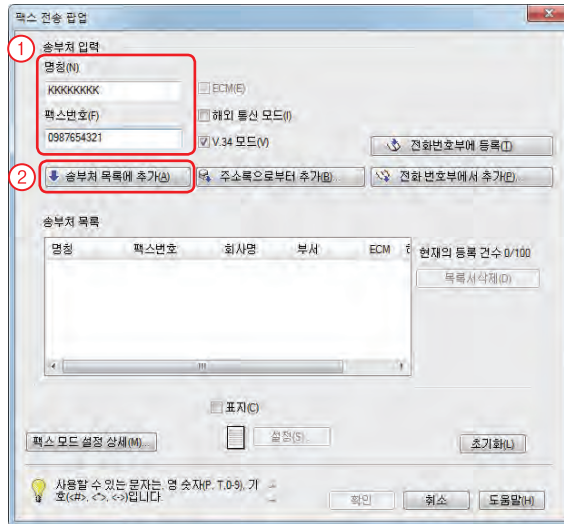 팩스 전송 팝업
1
송부처 입력
명칭(N)
KKKKKKKK
ECM(E)
팩스번호(F)
해외 통신 모드(I)
0987654321
V.34 모드(V)
전화번호부에 등록(T)
2
송부처 목록에 추가(A)
주소록으로부터 추가(B)
전화 번호부에서 추가(P)
송부처 목록
명칭 팩스번호 회사명 부서 ECM
현재의 등록 건수 0/100
목록서삭제(D)
표지(C)
팩스 모드 설정 상세(M)...
설정(S)...
초기화(L)
사용할 수 있는 문자는, 영 숫자(P, T,0-9), 기
호(<#>, <*>, <->)입니다.
확인 취소 도움말(H)